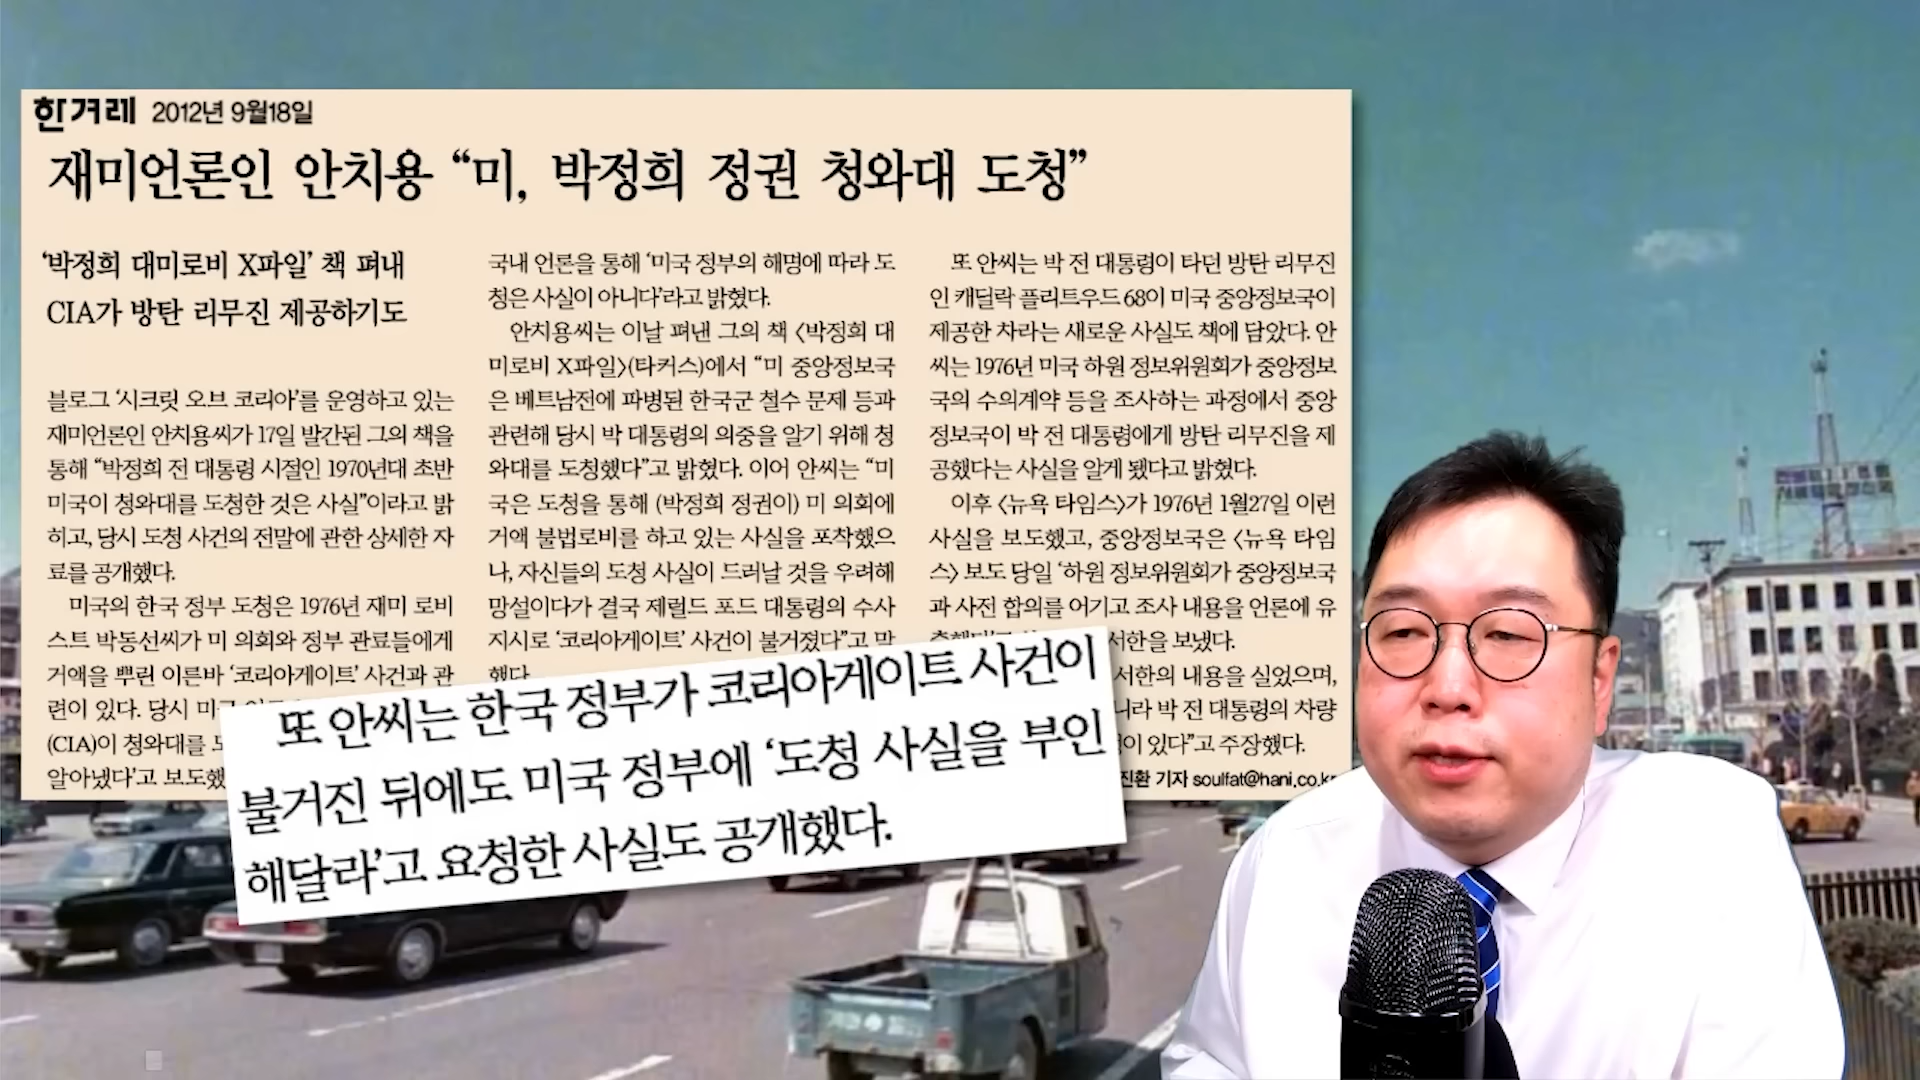 한겨레 2012년 9월18일
재미언론인 안치용 “미, 박정희 정권 청와대 도청”
‘박정희 대미로비 X파일’ 책 펴내
CIA가 방탄 리무진 제공하기도
블로그 ‘시크릿 오브 코리아’를 운영하고 있는
재미언론인 안치용씨가 17일 발간된 그의 책을
통해 “박정희 전 대통령 시절인 1970년대 초반
미국이 청와대를 도청한 것은 사실”이라고 밝
히고, 당시 도청 사건의 전말에 관한 상세한 자
료를 공개했다.
미국의 한국 정부 도청은 1976년 재미 로비
스트 박동선씨가 미 의회와 정부 관료들에게
거액을 뿌린 이른바 ‘코리아게이트’ 사건과 관
련이 있다. 당시
(CIA)이 청와대를
알아냈다’고 보도했
국내 언론을 통해 ‘미국 정부의 해명에 따라 도
청은 사실이 아니다’라고 밝혔다.
안치용씨는 이날 펴낸 그의 책 〈박정희 대
미로비 X파일〉(타커스)에서 “미 중앙정보국
은 베트남전에 파병된 한국군 철수 문제 등과
관련해 당시 박 대통령의 의중을 알기 위해 청
와대를 도청했다”고 밝혔다. 이어 안씨는 “미
국은 도청을 통해 (박정희 정권이) 미 의회에
거액 불법로비를 하고 있는 사실을 포착했으
나, 자신들의 도청 사실이 드러날 것을 우려해
망설이다가 결국 제럴드 포드 대통령의 수사
지시로 ‘코리아게이트’ 사건이 불거졌다”고 말
했다.
또 안씨는 박 전 대통령이 타던 방탄 리무진
인 캐딜락 플리트우드 68이 미국 중앙정보국이
제공한 차라는 새로운 사실도 책에 담았다. 안
씨는 1976년 미국 하원 정보위원회가 중앙정보
국의 수의계약 등을 조사하는 과정에서 중앙
정보국이 박 전 대통령에게 방탄 리무진을 제
공했다는 사실을 알게 됐다고 밝혔다.
이후 〈뉴욕 타임스〉가 1976년 1월27일 이런
사실을 보도했고, 중앙정보국은 〈뉴욕 타임
스〉 보도 당일 ‘하원 정보위원회가 중앙정보국
과 사전 합의를 어기고 조사 내용을 언론에 유
서한을 보냈다.
서한의 내용을 실었으며,
박 전 대통령의 차량
있다”고 주장했다.
진환 기자 soulfat@hani.co.kr
또 안씨는 한국 정부가 코리아게이트 사건이
불거진 뒤에도 미국 정부에 ‘도청 사실을 부인
해달라’고 요청한 사실도 공개했다.